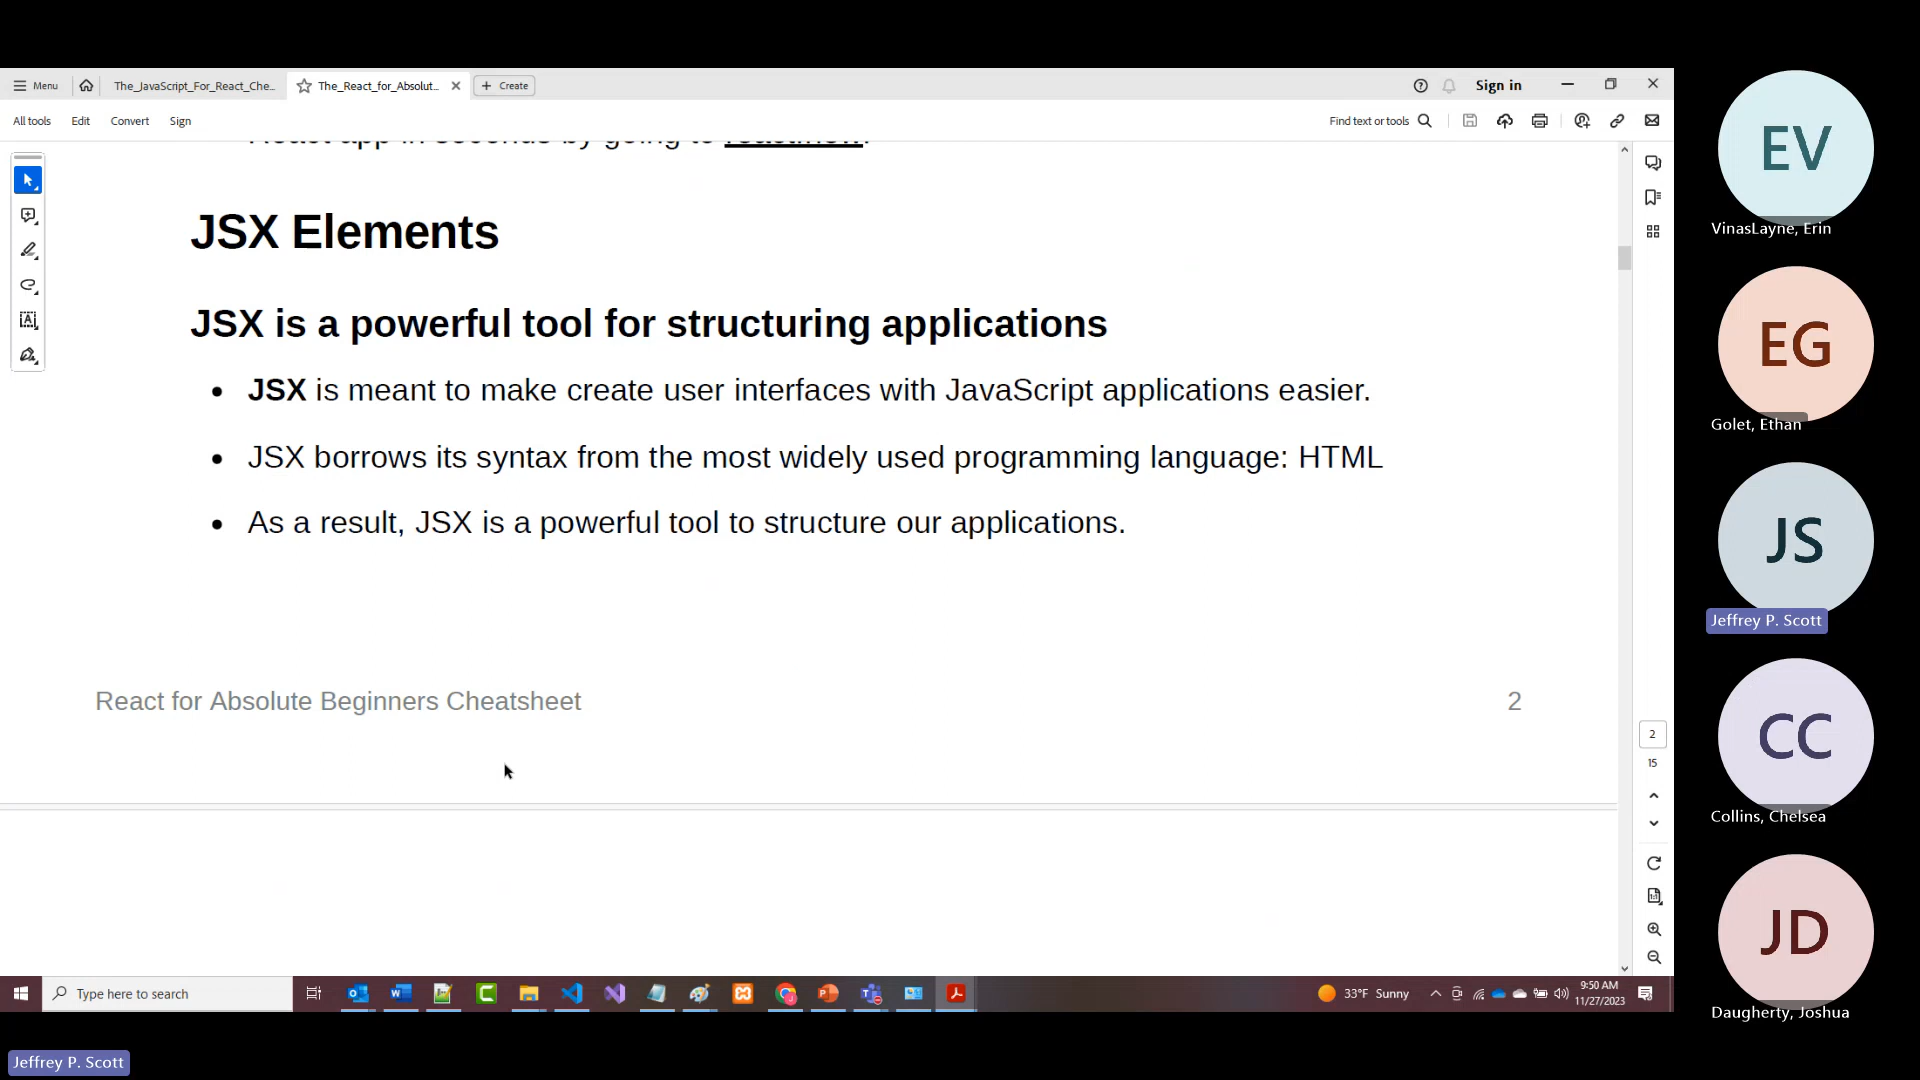 Menu
The_JavaScript_For_React_Che...
The_React_for_Absolut...
Create
Sign in
All tools
Edit
Convert
Sign
Find text or tools
JSX Elements
JSX is a powerful tool for structuring applications
JSX is meant to make create user interfaces with JavaScript applications easier.
JSX borrows its syntax from the most widely used programming language: HTML
As a result, JSX is a powerful tool to structure our applications.
React for Absolute Beginners Cheatsheet
2
2
15
Type here to search
33°F Sunny
9:50 AM
11/27/2023
EV
VinasLayne, Erin
EG
Golet, Ethan
JS
Jeffrey P. Scott
CC
Collins, Chelsea
JD
Daugherty, Joshua
Jeffrey P. Scott